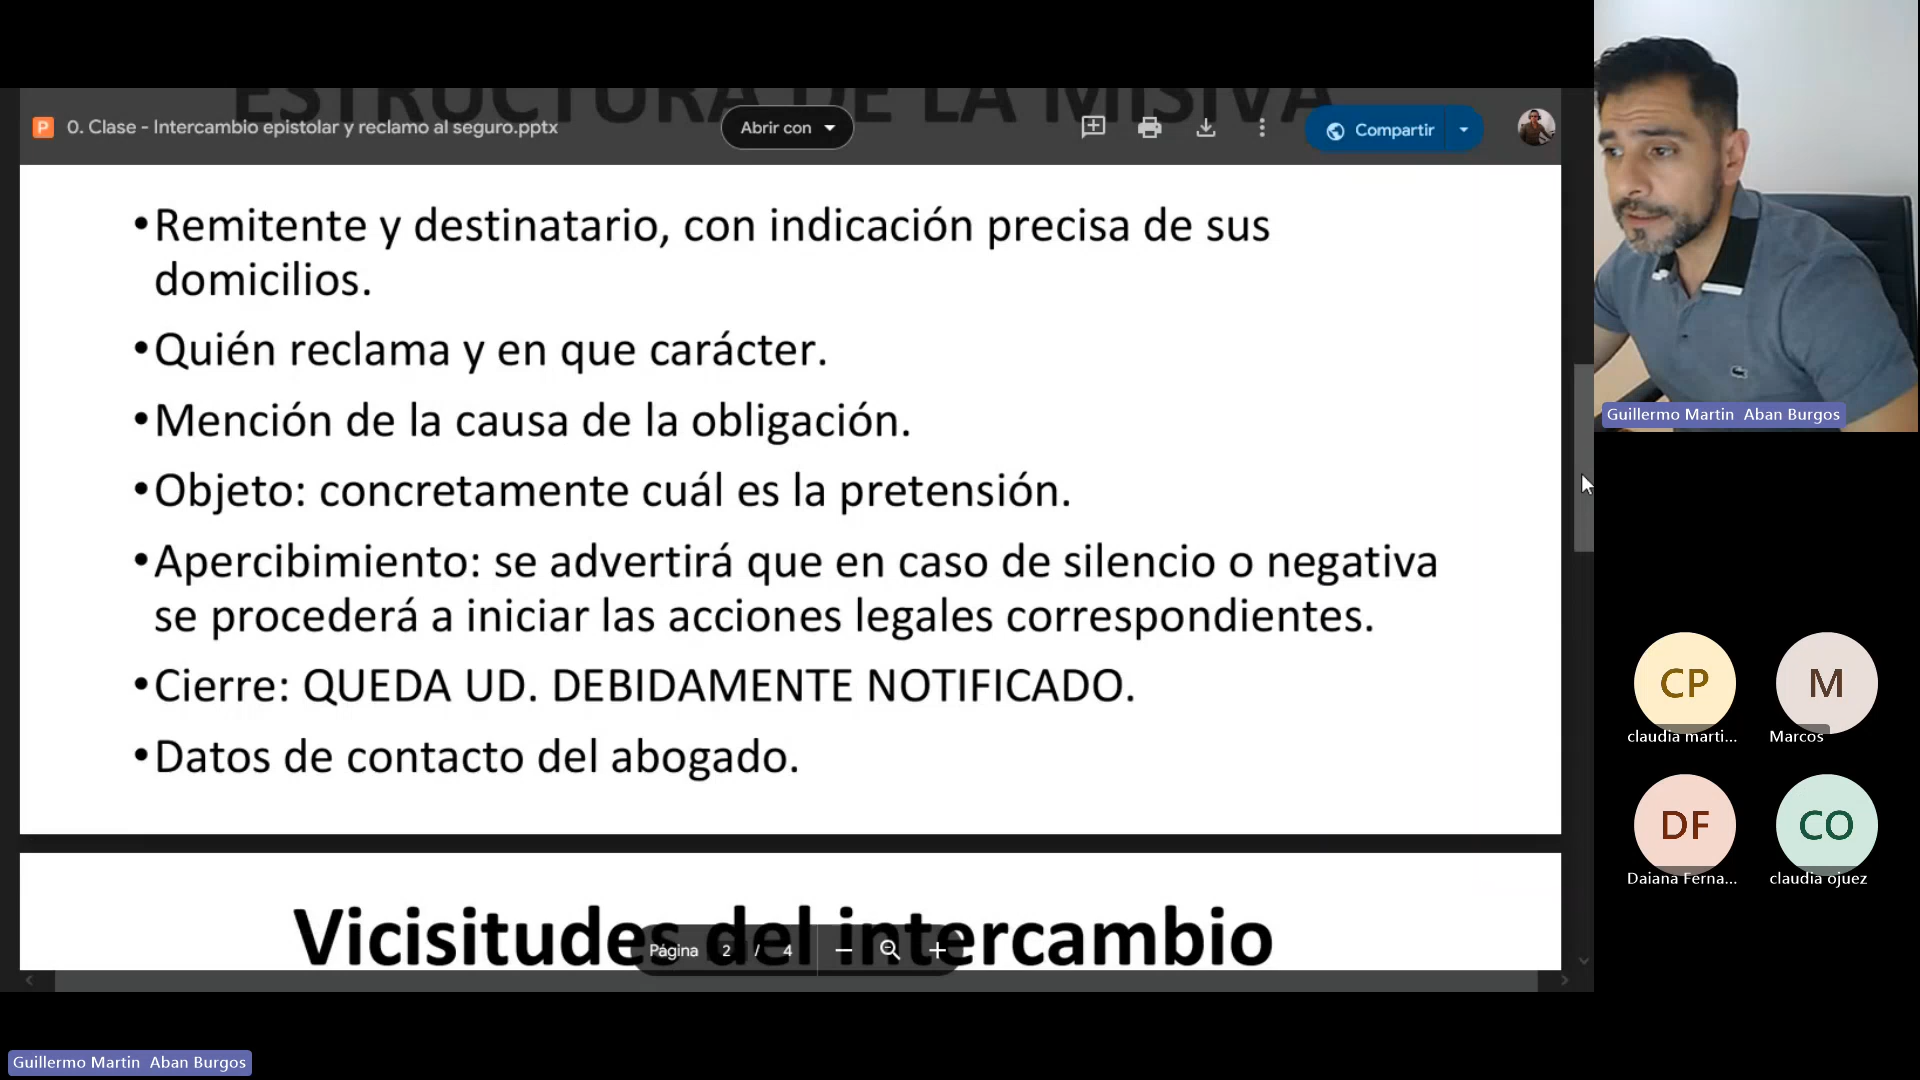 ESTRUCTURA DE LA MISIVA
0. Clase - Intercambio epistolar y reclamo al seguro.pptx
Abrir con
Compartir
•Remitente y destinatario, con indicación precisa de sus
domicilios.
•Quién reclama y en que carácter.
•Mención de la causa de la obligación.
•Objeto: concretamente cuál es la pretensión.
•Apercibimiento: se advertirá que en caso de silencio o negativa
se procederá a iniciar las acciones legales correspondientes.
•Cierre: QUEDA UD. DEBIDAMENTE NOTIFICADO.
•Datos de contacto del abogado.
Vicisitudes del intercambio
Página 2 / 4
Guillermo Martin Aban Burgos
CP
claudia marti...
M
Marcos
DF
Daiana Ferna...
CO
claudia ojuez
Guillermo Martin Aban Burgos